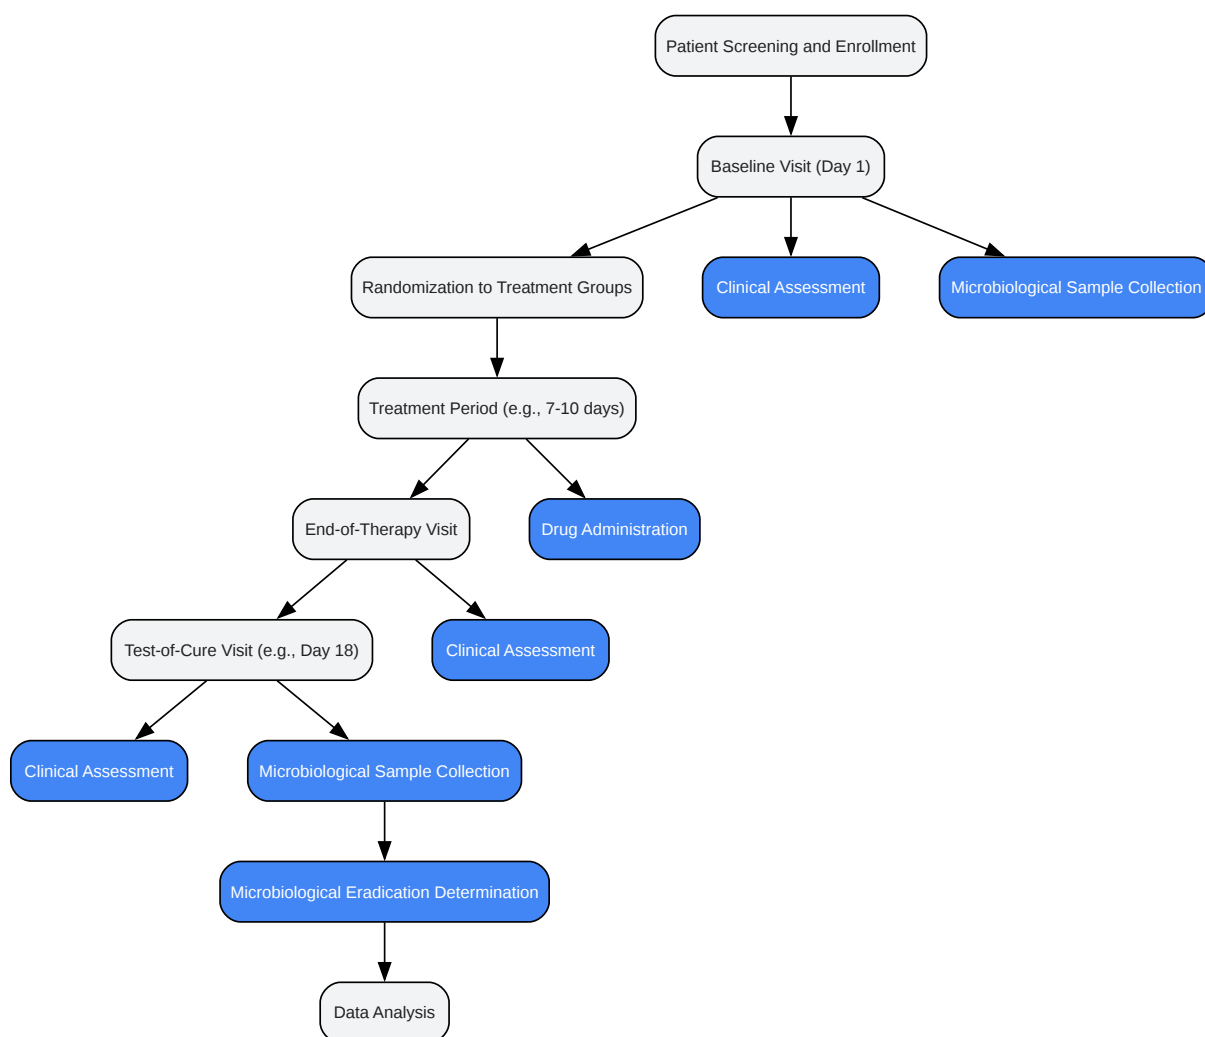 Patient Screening and Enrollment
Baseline Visit (Day 1)
Randomization to Treatment Groups
Clinical Assessment
Microbiological Sample Collection
Treatment Period (e.g., 7-10 days)
End-of-Therapy Visit
Drug Administration
Test-of-Cure Visit (e.g., Day 18)
Clinical Assessment
Clinical Assessment
Microbiological Sample Collection
Microbiological Eradication Determination
Data Analysis